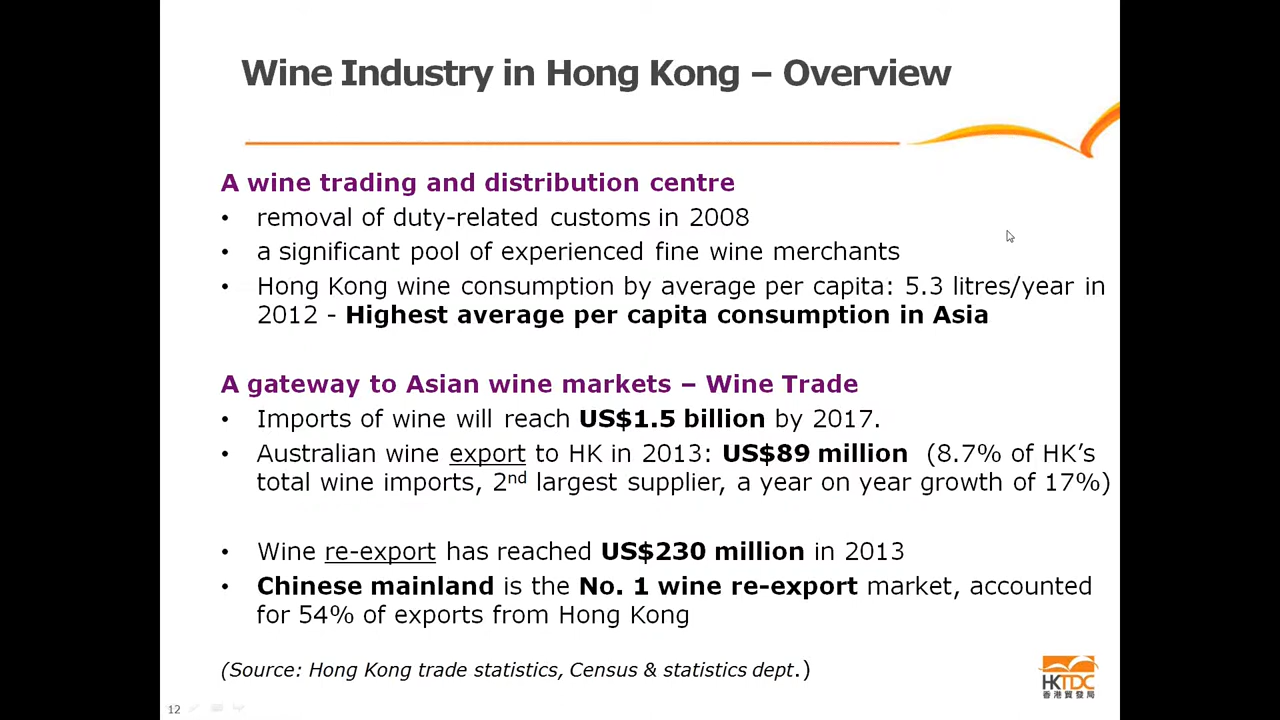 Wine Industry in Hong Kong – Overview
A wine trading and distribution centre
• removal of duty-related customs in 2008
• a significant pool of experienced fine wine merchants
• Hong Kong wine consumption by average per capita: 5.3 litres/year in
2012 - Highest average per capita consumption in Asia
A gateway to Asian wine markets – Wine Trade
• Imports of wine will reach US$1.5 billion by 2017.
• Australian wine export to HK in 2013: US$89 million (8.7% of HK’s
total wine imports, 2nd largest supplier, a year on year growth of 17%)
• Wine re-export has reached US$230 million in 2013
• Chinese mainland is the No. 1 wine re-export market, accounted
for 54% of exports from Hong Kong
(Source: Hong Kong trade statistics, Census & statistics dept.)
HKTDC
香港貿發局
12